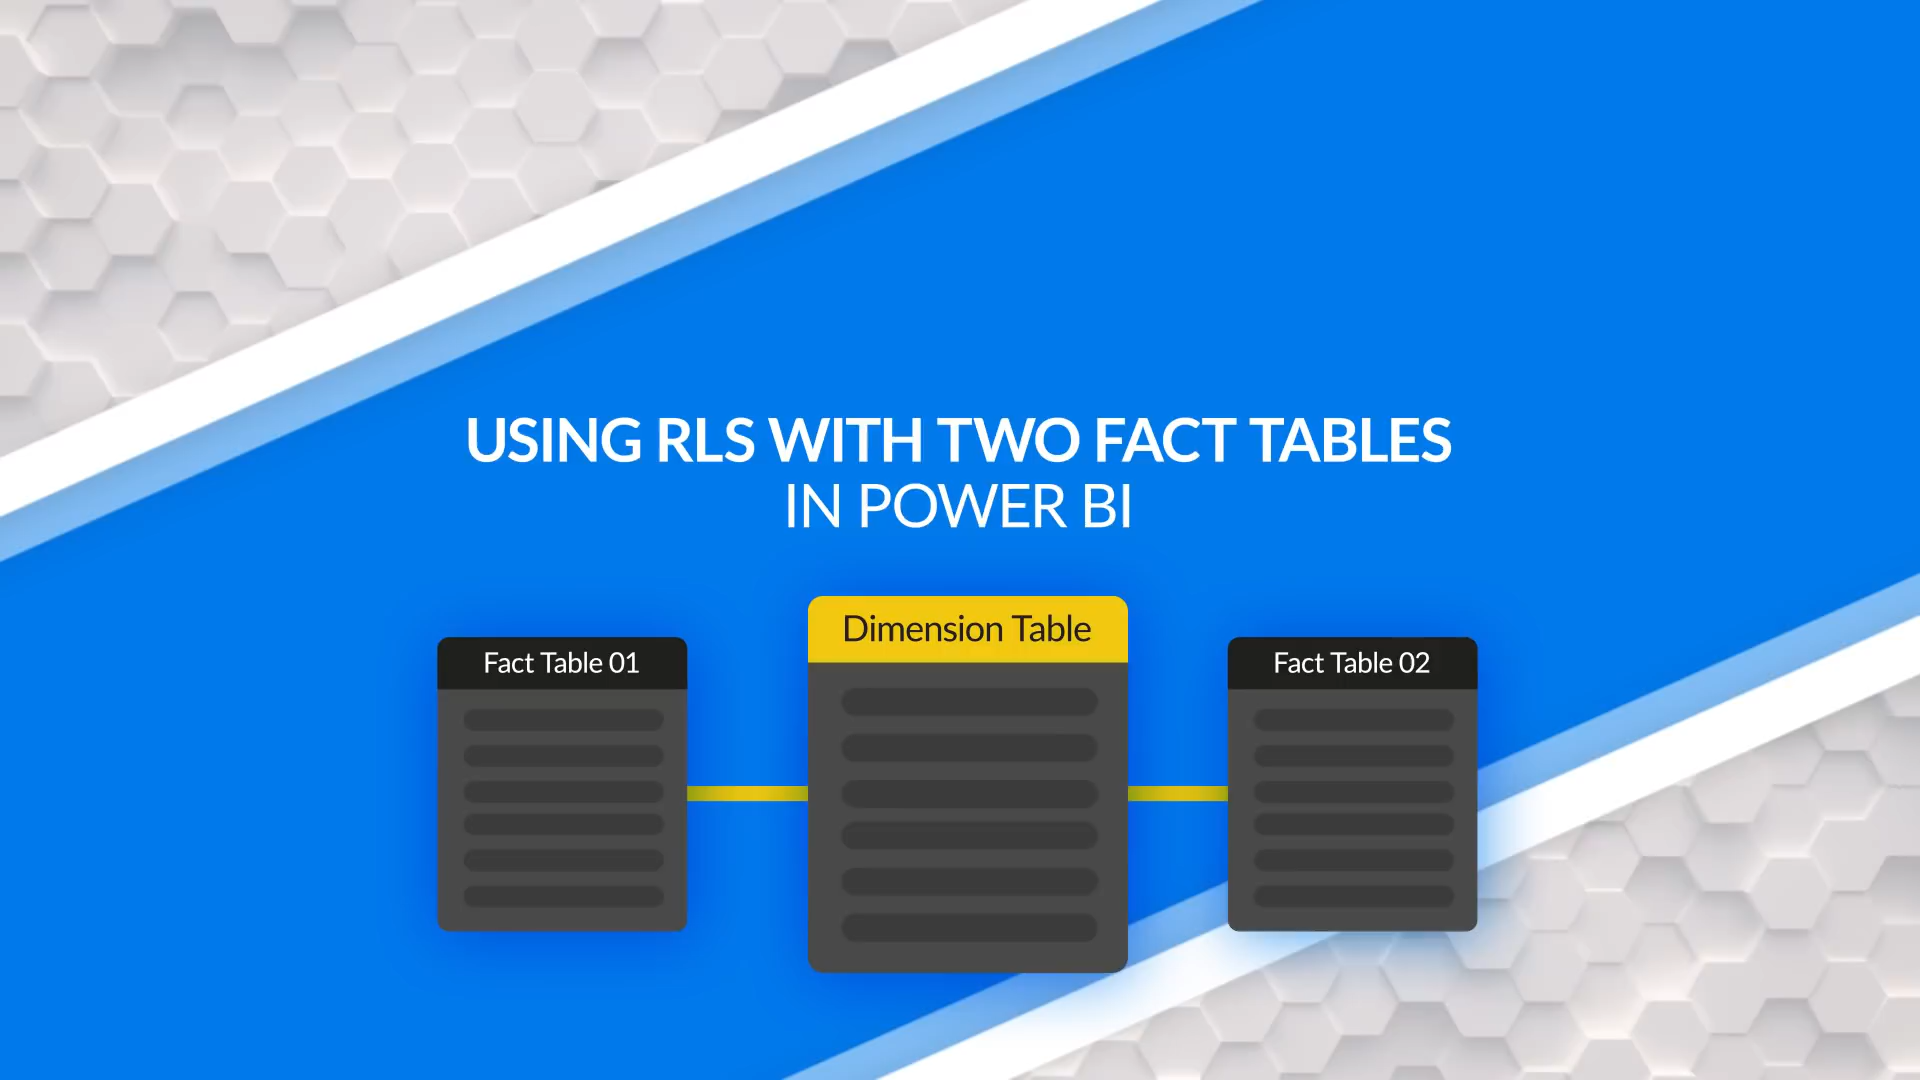 USING RLS WITH TWO FACT TABLES
IN POWER BI
Dimension Table
Fact Table 01
Fact Table 02